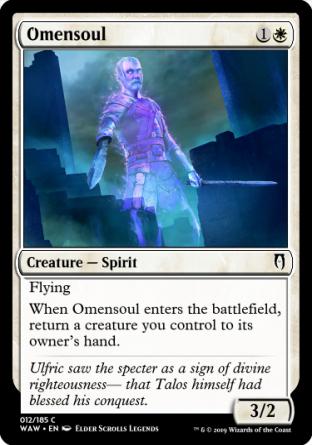 Omensoul 1
Creature — Spirit
Flying
When Omensoul enters the battlefield,
return a creature you control to its
owner's hand.
Ulfric saw the specter as a sign of divine
righteousness— that Talos himself had
blessed his conquest.
3/2
012/185 C
WAW • EN Elder Scrolls Legends
™ & © 2019 Wizards of the Coast